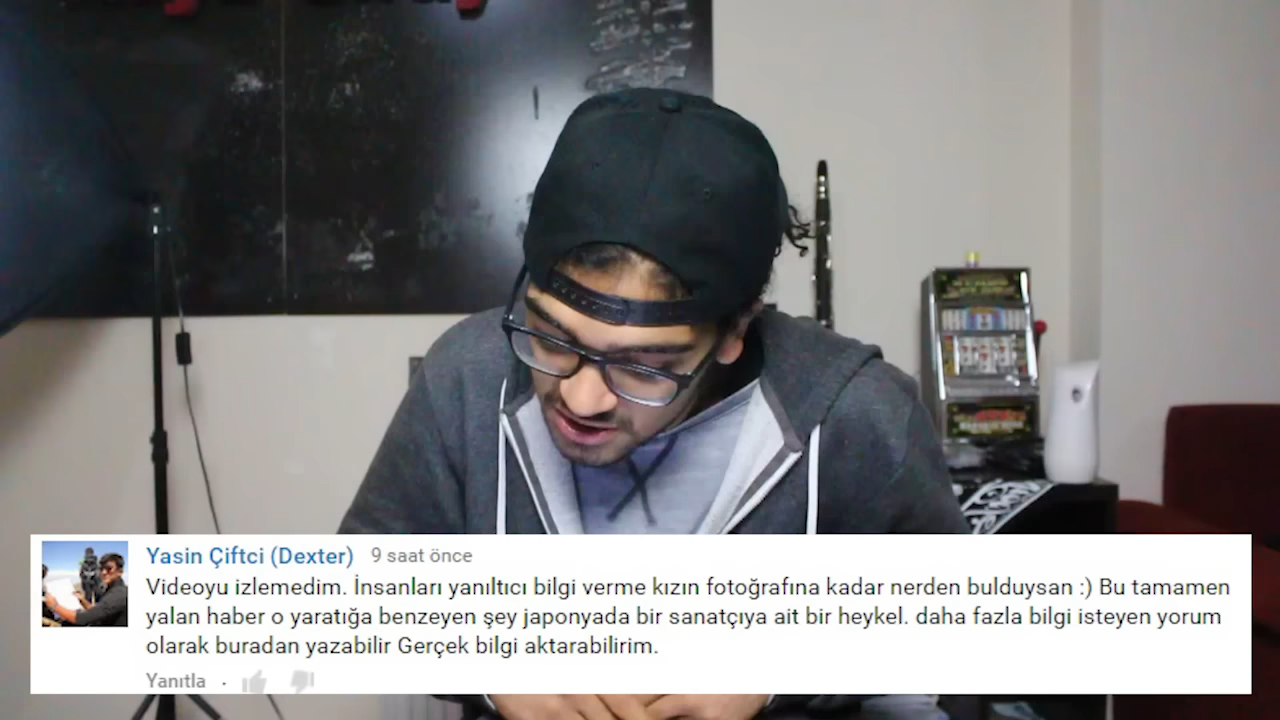 Yasin Çiftci (Dexter) 9 saat önce
Videoyu izlemedim. İnsanları yanıltıcı bilgi verme kızın fotoğrafına kadar nerden bulduysan :) Bu tamamen
yalan haber o yaratığa benzeyen şey japonyada bir sanatçıya ait bir heykel. daha fazla bilgi isteyen yorum
olarak buradan yazabilir Gerçek bilgi aktarabilirim.
Yanıtla .